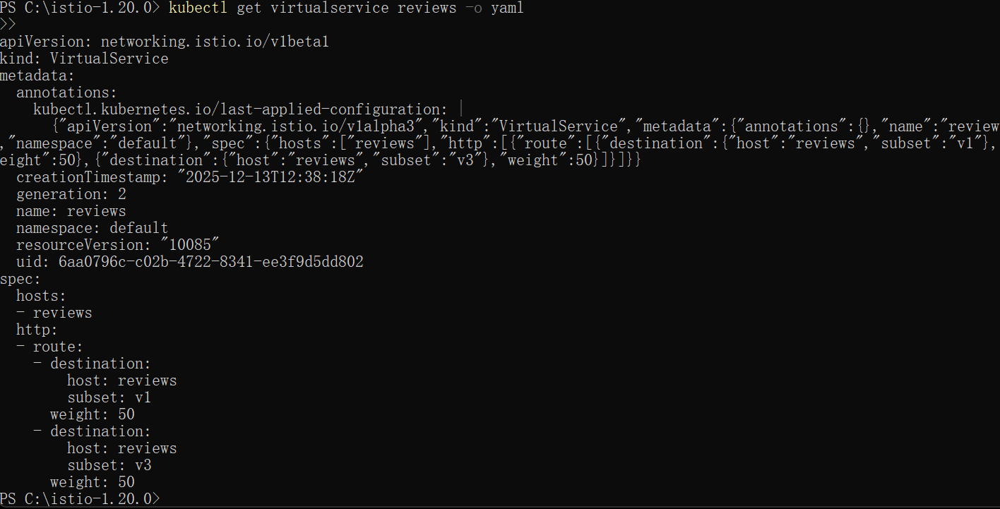 PS C:\istio-1.20.0> kubectl get virtualservice reviews -o yaml
>>
apiVersion: networking.istio.io/v1beta1
kind: VirtualService
metadata:
  annotations:
    kubectl.kubernetes.io/last-applied-configuration: |
      {"apiVersion":"networking.istio.io/v1alpha3","kind":"VirtualService","metadata":{"annotations":{},"name":"review
,"namespace":"default"},"spec":{"hosts":["reviews"],"http":[{"route":[{"destination":{"host":"reviews","subset":"v1"},
eight":50},{"destination":{"host":"reviews","subset":"v3"},"weight":50}]}]}}
  creationTimestamp: "2025-12-13T12:38:18Z"
  generation: 2
  name: reviews
  namespace: default
  resourceVersion: "10085"
  uid: 6aa0796c-c02b-4722-8341-ee3f9d5dd802
spec:
  hosts:
  - reviews
  http:
  - route:
    - destination:
        host: reviews
        subset: v1
      weight: 50
    - destination:
        host: reviews
        subset: v3
      weight: 50
PS C:\istio-1.20.0>